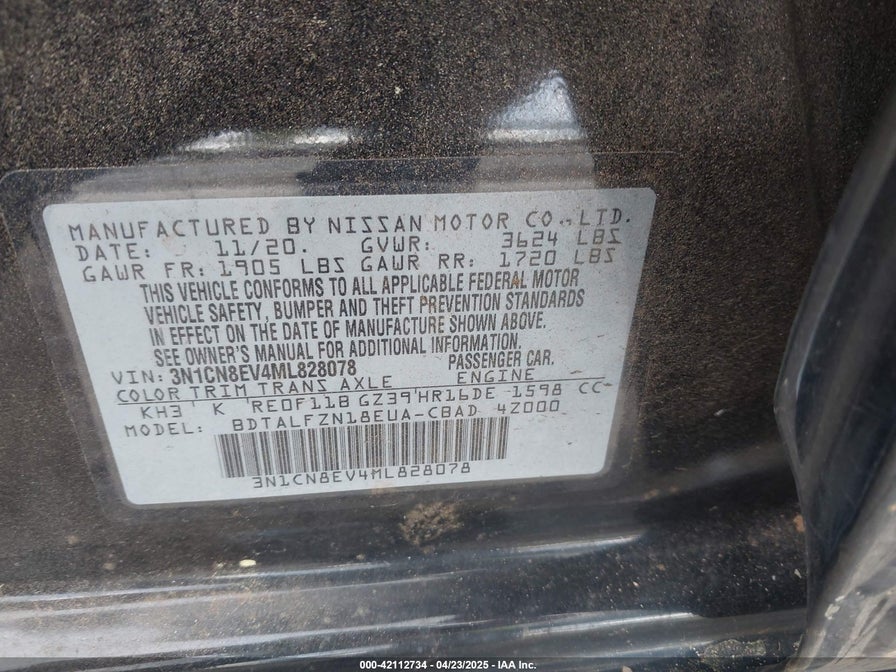 MANUFACTURED BY NISSAN MOTOR CO.,LTD.
DATE: 11/20. GVWR: 3624 LBS
GAWR FR: 1905 LBS GAWR RR: 1720 LBS
THIS VEHICLE CONFORMS TO ALL APPLICABLE FEDERAL MOTOR
VEHICLE SAFETY, BUMPER AND THEFT PREVENTION STANDARDS
IN EFFECT ON THE DATE OF MANUFACTURE SHOWN ABOVE.
SEE OWNER'S MANUAL FOR ADDITIONAL INFORMATION.
VIN: 3N1CN8EV4ML828078 PASSENGER CAR.
COLOR TRIM TRANS AXLE ENGINE
KH3 K RE0F11B GZ39 HR16DE 1598 CC
MODEL: BDTALFZN18EUA-CBAD 4Z000
3N1CN8EV4ML828078
000-42112734 / 04/23/2025 - IAA Inc.